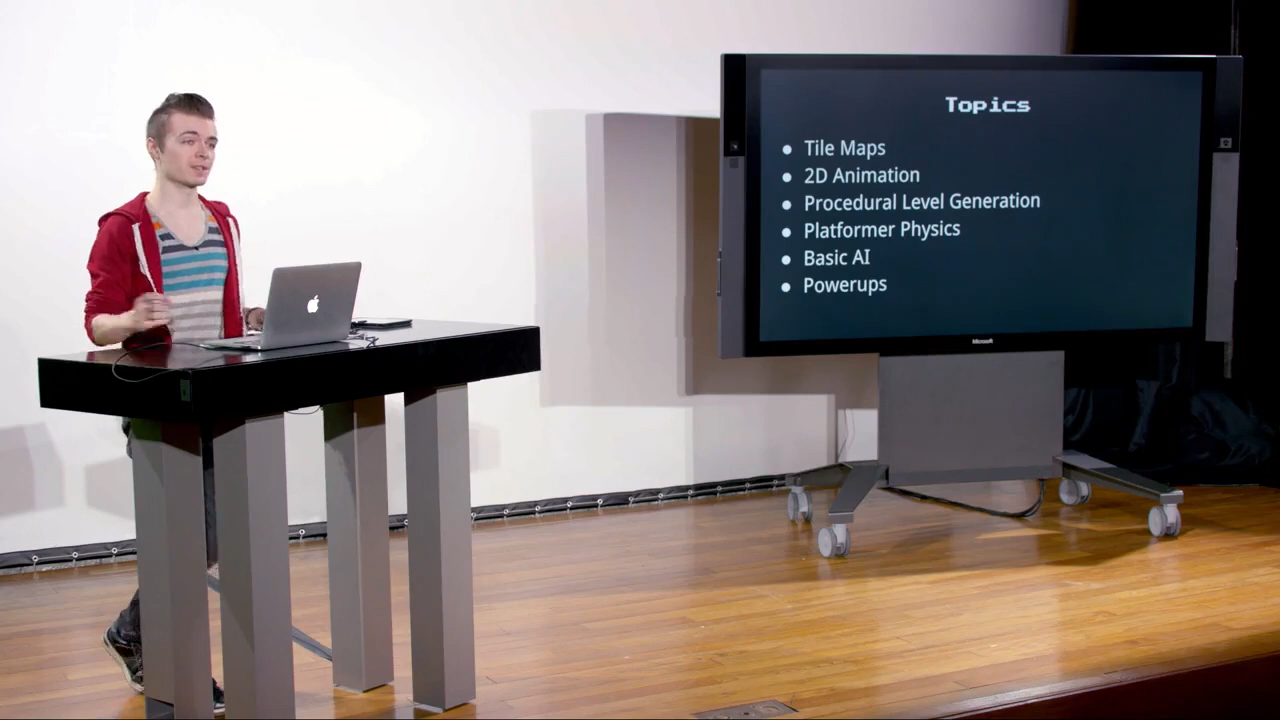 Topics
● Tile Maps
● 2D Animation
● Procedural Level Generation
● Platformer Physics
● Basic AI
● Powerups
Microsoft